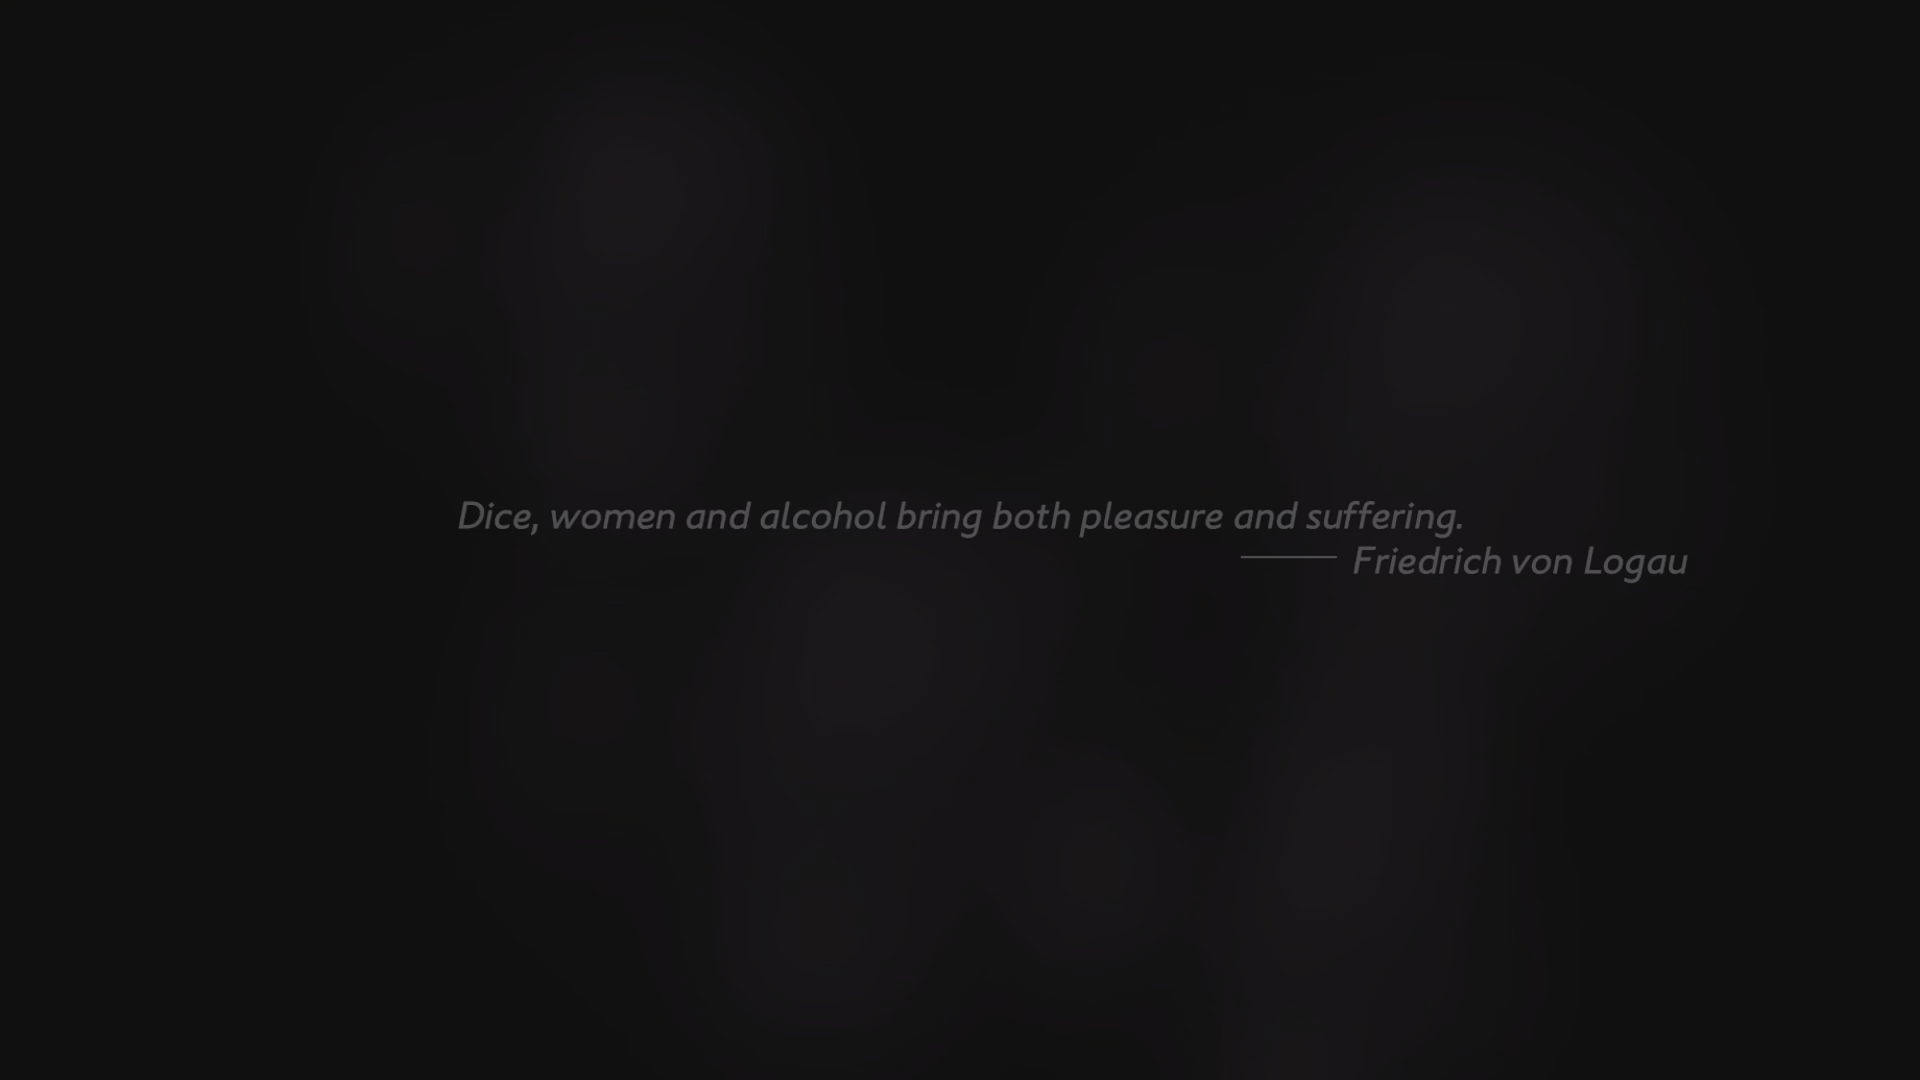 Dice, women and alcohol bring both pleasure and suffering.
—— Friedrich von Logau